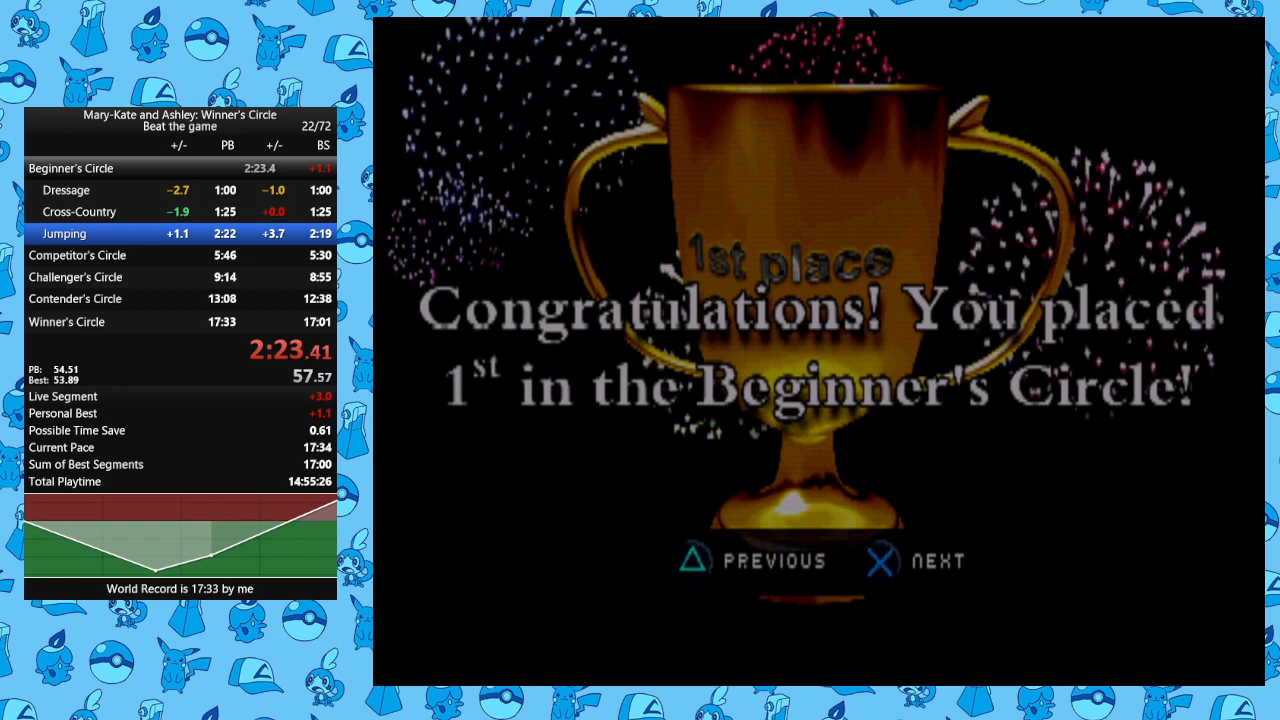 Mary-Kate and Ashley: Winner's Circle
Beat the game 22/72
+/- PB +/- BS
Beginner's Circle 2:23.4 +1.1
Dressage −2.7 1:00 −1.0 1:00
Cross-Country −1.9 1:25 +0.0 1:25
Jumping +1.1 2:22 +3.7 2:19
Competitor's Circle 5:46 5:30
Challenger's Circle 9:14 8:55
Contender's Circle 13:08 12:38
Winner's Circle 17:33 17:01
2:23.41
PB: 54.51
Best: 53.89
57.57
Live Segment +3.0
Personal Best +1.1
Possible Time Save 0.61
Current Pace 17:34
Sum of Best Segments 17:00
Total Playtime 14:55:26
World Record is 17:33 by me
1st place
Congratulations! You placed
1st in the Beginner's Circle!
PREVIOUS NEXT